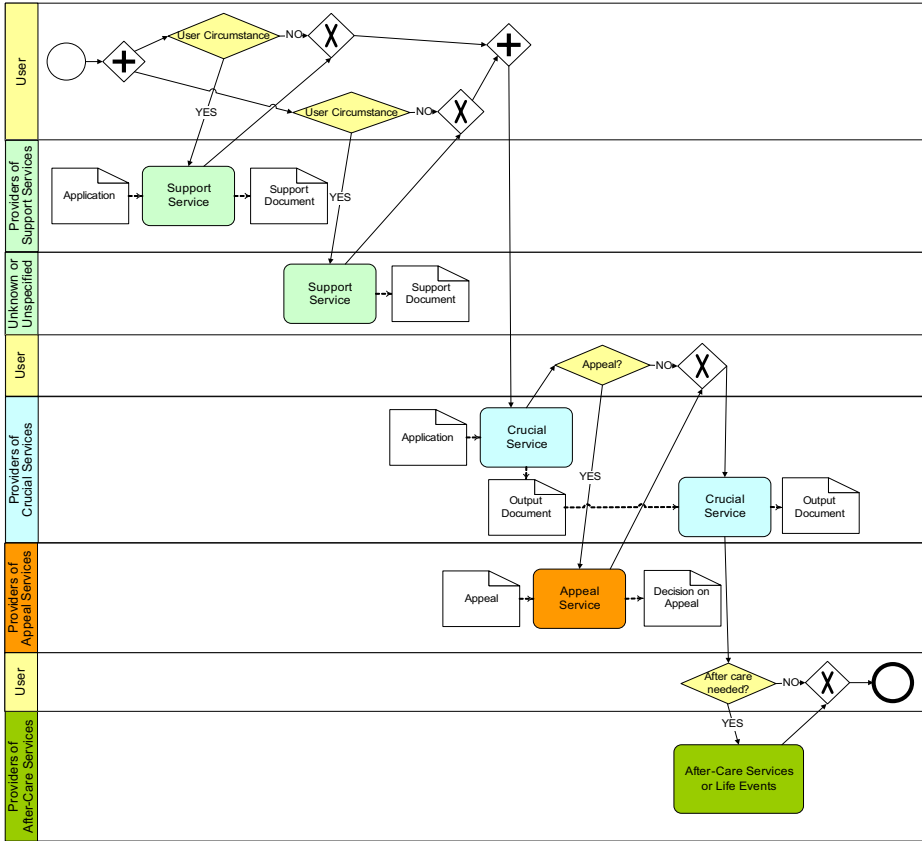 User
User Circumstance
NO
X
User Circumstance
NO
X
YES
Providers of
Support Services
Application
Support
Service
Support
Document
YES
Unknown or
Unspecified
Support
Service
Support
Document
User
Appeal?
NO
X
Providers of
Crucial Services
Application
Crucial
Service
YES
Output
Document
Crucial
Service
Output
Document
Providers of
Appeal Services
Appeal
Appeal
Service
Decision on
Appeal
User
After care
needed?
NO
X
YES
Providers of
After-Care Services
After-Care Services
or Life Events